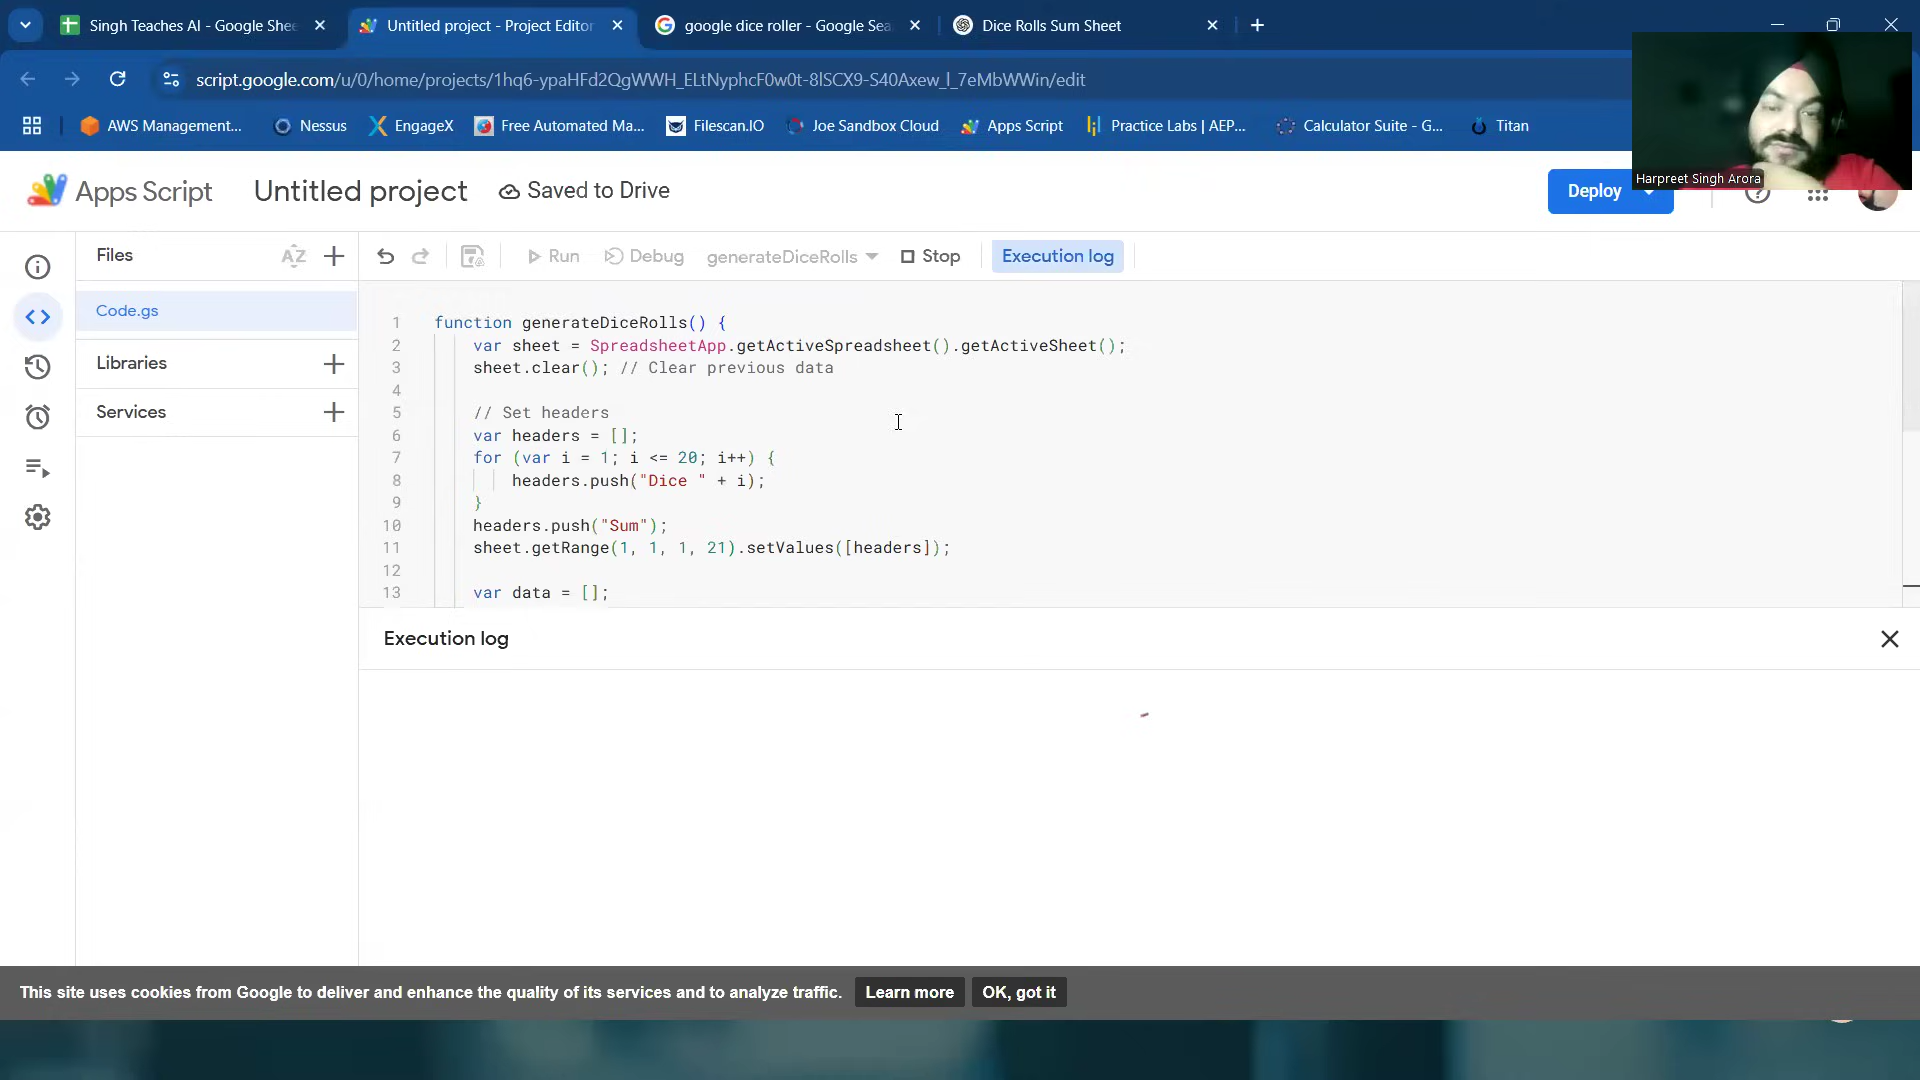 Singh Teaches AI - Google Shee
Untitled project - Project Editor
google dice roller - Google Sea
Dice Rolls Sum Sheet
script.google.com/u/0/home/projects/1hq6-ypaHFd2QgWWH_ELtNyphcF0w0t-8lSCX9-S40Axew_l_7eMbWWin/edit
AWS Management...
Nessus
EngageX
Free Automated Ma...
Filescan.IO
Joe Sandbox Cloud
Apps Script
Practice Labs | AEP...
Calculator Suite - G...
Titan
Harpreet Singh Arora
Apps Script
Untitled project
Saved to Drive
Deploy
Files
AZ
Run
Debug
generateDiceRolls
Stop
Execution log
Code.gs
Libraries
Services
1 function generateDiceRolls() {
2 var sheet = SpreadsheetApp.getActiveSpreadsheet().getActiveSheet();
3 sheet.clear(); // Clear previous data
4
5 // Set headers
6 var headers = [];
7 for (var i = 1; i <= 20; i++) {
8 headers.push("Dice " + i);
9 }
10 headers.push("Sum");
11 sheet.getRange(1, 1, 1, 21).setValues([headers]);
12
13 var data = [];
Execution log
This site uses cookies from Google to deliver and enhance the quality of its services and to analyze traffic.
Learn more
OK, got it